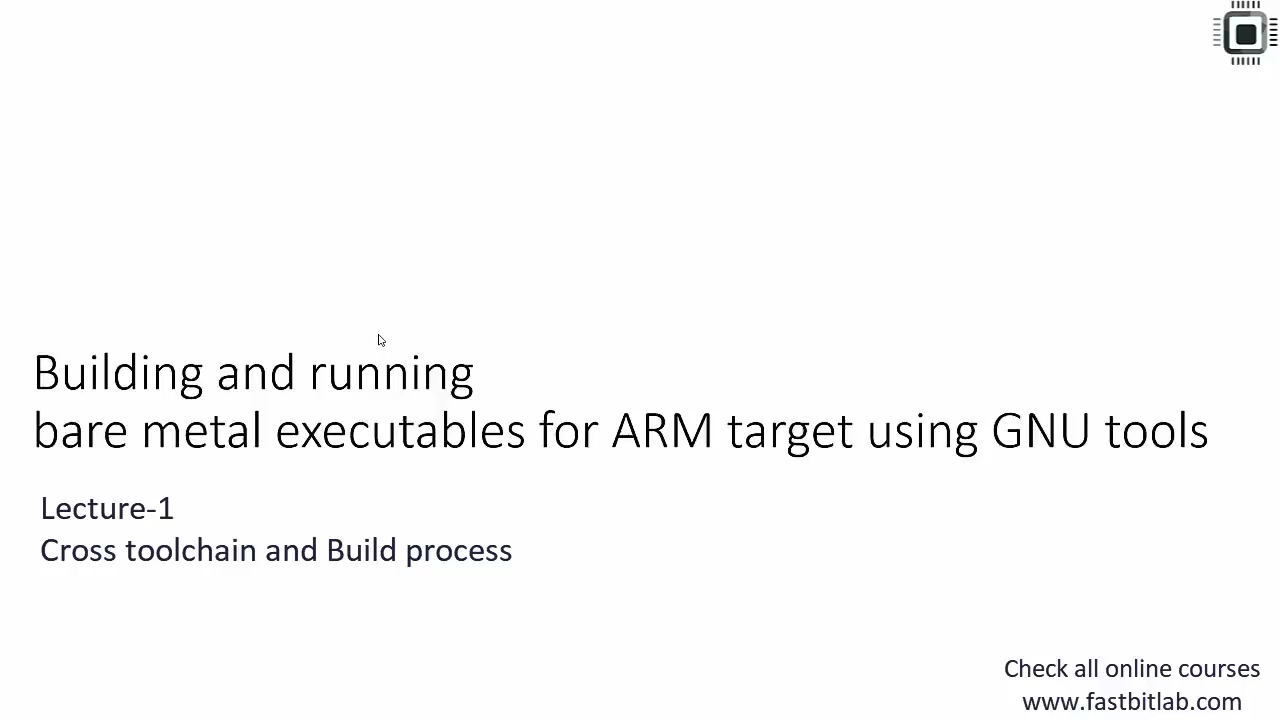 Building and running
bare metal executables for ARM target using GNU tools
Lecture-1
Cross toolchain and Build process
Check all online courses
www.fastbitlab.com